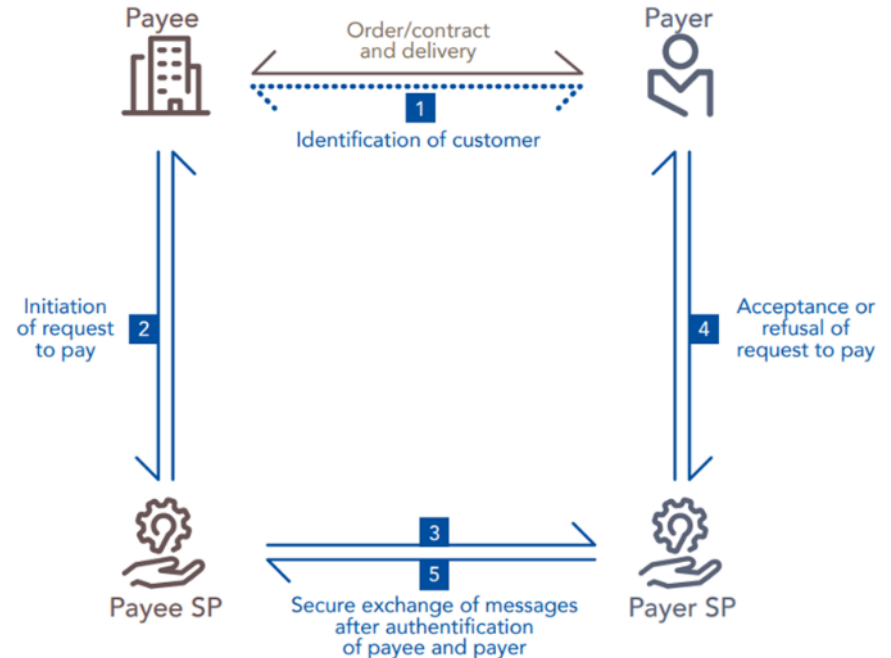 Payee
Order/contract
and delivery
Payer
1
Identification of customer
Initiation
of request
to pay
2
4
Acceptance or
refusal of
request to pay
3
5
Payee SP
Secure exchange of messages
after authentification
of payee and payer
Payer SP